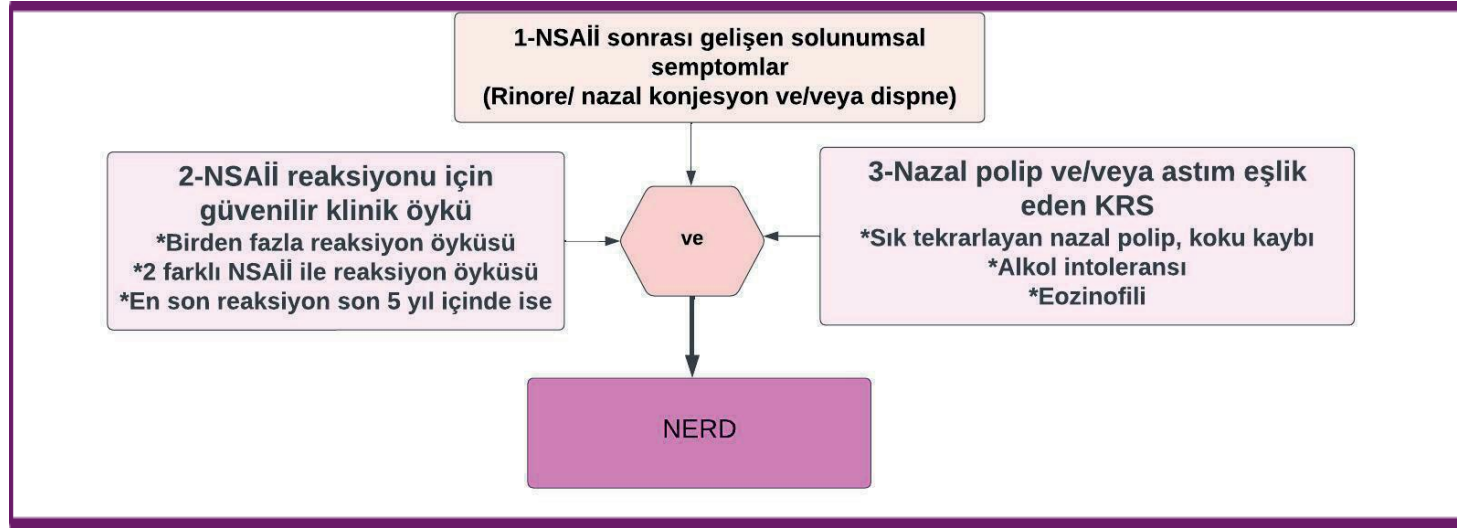 1-NSAİİ sonrası gelişen solunumsal
semptomlar
(Rinore/ nazal konjesyon ve/veya dispne)
2-NSAİİ reaksiyonu için
güvenilir klinik öykü
*Birden fazla reaksiyon öyküsü
*2 farklı NSAİİ ile reaksiyon öyküsü
*En son reaksiyon son 5 yıl içinde ise
ve
3-Nazal polip ve/veya astım eşlik
eden KRS
*Sık tekrarlayan nazal polip, koku kaybı
*Alkol intoleransı
*Eozinofili
NERD